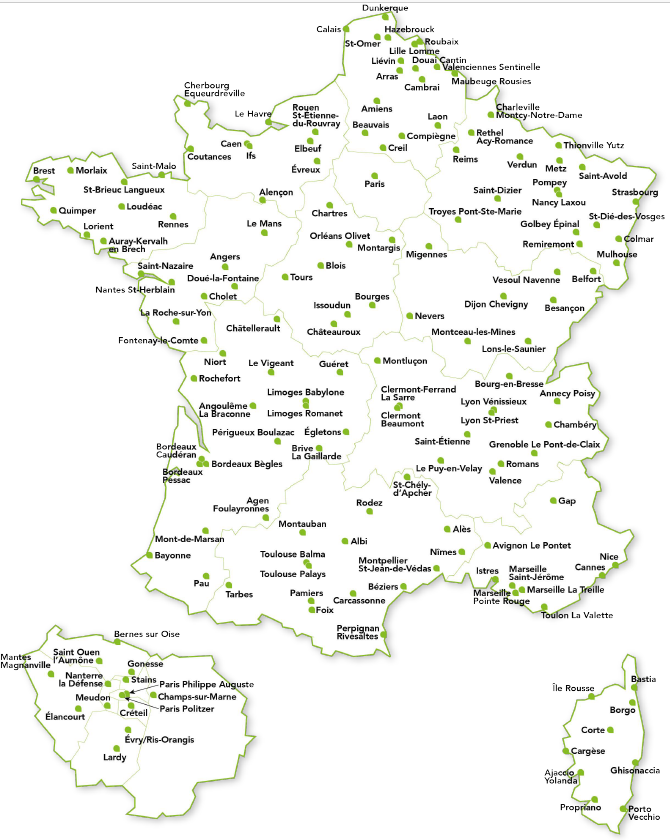 Dunkerque
Calais
Hazebrouck
St-Omer
Roubaix
Lille Lomme
Liévin
Douai Cantin
Valenciennes Sentinelle
Arras
Maubeuge Rousies
Cambrai
Cherbourg
Equeurdreville
Le Havre
Rouen
St-Etienne-
du-Rouvray
Amiens
Beauvais
Laon
Charleville
Montcy-Notre-Dame
Compiègne
Rethel
Acy-Romance
Caen
Ifs
Elbeuf
Creil
Thionville Yutz
Coutances
Évreux
Reims
Verdun
Metz
Saint-Avold
Brest
Morlaix
Saint-Malo
Paris
Pompey
St-Brieuc Langueux
Alençon
Saint-Dizier
Nancy Laxou
Strasbourg
Quimper
Loudéac
Rennes
Chartres
Troyes Pont-Ste-Marie
St-Dié-des-Vosges
Lorient
Le Mans
Golbey Épinal
Auray-Kervalh
en Brech
Orléans Olivet
Montargis
Migennes
Remiremont
Colmar
Mulhouse
Saint-Nazaire
Angers
Blois
Doué-la-Fontaine
Tours
Vesoul Navenne
Belfort
Nantes St-Herblain
Cholet
Bourges
Issoudun
Dijon Chevigny
Besançon
La Roche-sur-Yon
Châtellerault
Châteauroux
Nevers
Montceau-les-Mines
Fontenay-le-Comte
Lons-le-Saunier
Niort
Le Vigeant
Guéret
Montluçon
Rochefort
Bourg-en-Bresse
Limoges Babylone
Clermont-Ferrand
La Sarre
Annecy Poisy
Angoulême
La Braconne
Lyon Vénissieux
Limoges Romanet
Clermont
Beaumont
Lyon St-Priest
Chambéry
Périgueux Boulazac
Égletons
Saint-Étienne
Grenoble Le Pont-de-Claix
Bordeaux
Caudéran
Brive
La Gaillarde
Bordeaux Bègles
Le Puy-en-Velay
Romans
Bordeaux
Pessac
Valence
St-Chély-
d'Apcher
Agen
Foulayronnes
Rodez
Gap
Montauban
Mont-de-Marsan
Albi
Alès
Bayonne
Toulouse Balma
Nîmes
Avignon Le Pontet
Montpellier
St-Jean-de-Védas
Nice
Toulouse Palays
Istres
Marseille
Saint-Jérôme
Cannes
Pau
Tarbes
Pamiers
Béziers
Carcassonne
Marseille La Treille
Marseille
Pointe Rouge
Foix
Toulon La Valette
Perpignan
Rivesaltes
Bernes sur Oise
Mantes
Magnanville
Saint Ouen
l'Aumône
Gonesse
Nanterre
la Défense
Stains
Paris Philippe Auguste
Meudon
Champs-sur-Marne
Paris Politzer
Élancourt
Créteil
Évry/Ris-Orangis
Lardy
Bastia
Île Rousse
Borgo
Corte
Cargèse
Ghisonaccia
Ajaccio
Yolanda
Propriano
Porto
Vecchio